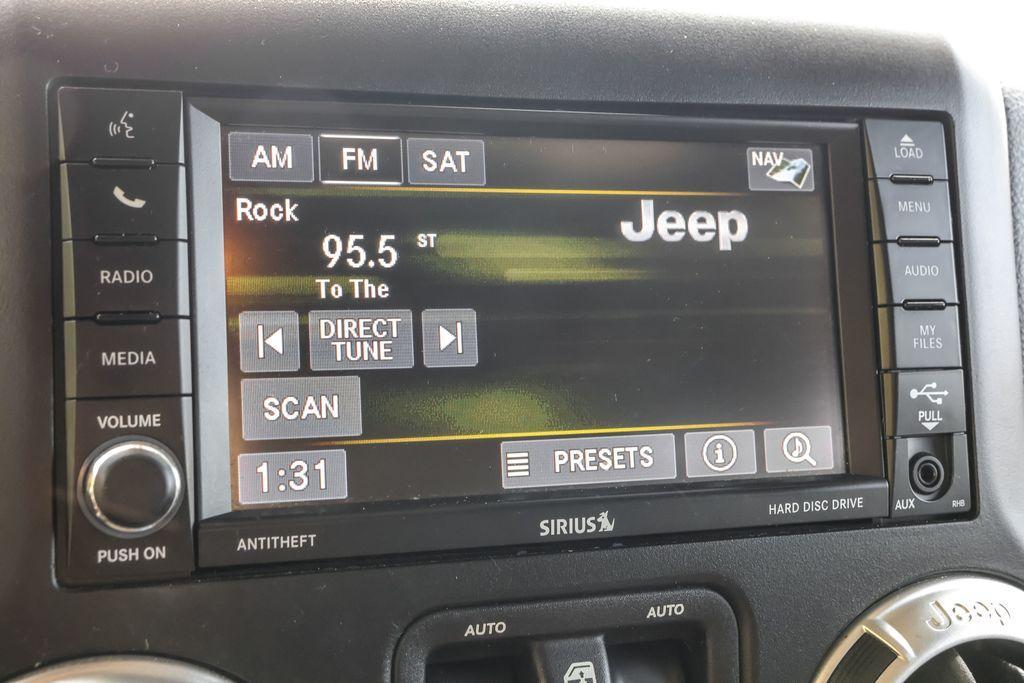 AM FM SAT NAV
Rock
Jeep
95.5 ST
To The
DIRECT
TUNE
SCAN
1:31
PRESETS
RADIO
MEDIA
VOLUME
PUSH ON
LOAD
MENU
AUDIO
MY
FILES
PULL
AUX RHB
ANTITHEFT
SIRIUS
HARD DISC DRIVE
AUTO
AUTO
Jeep